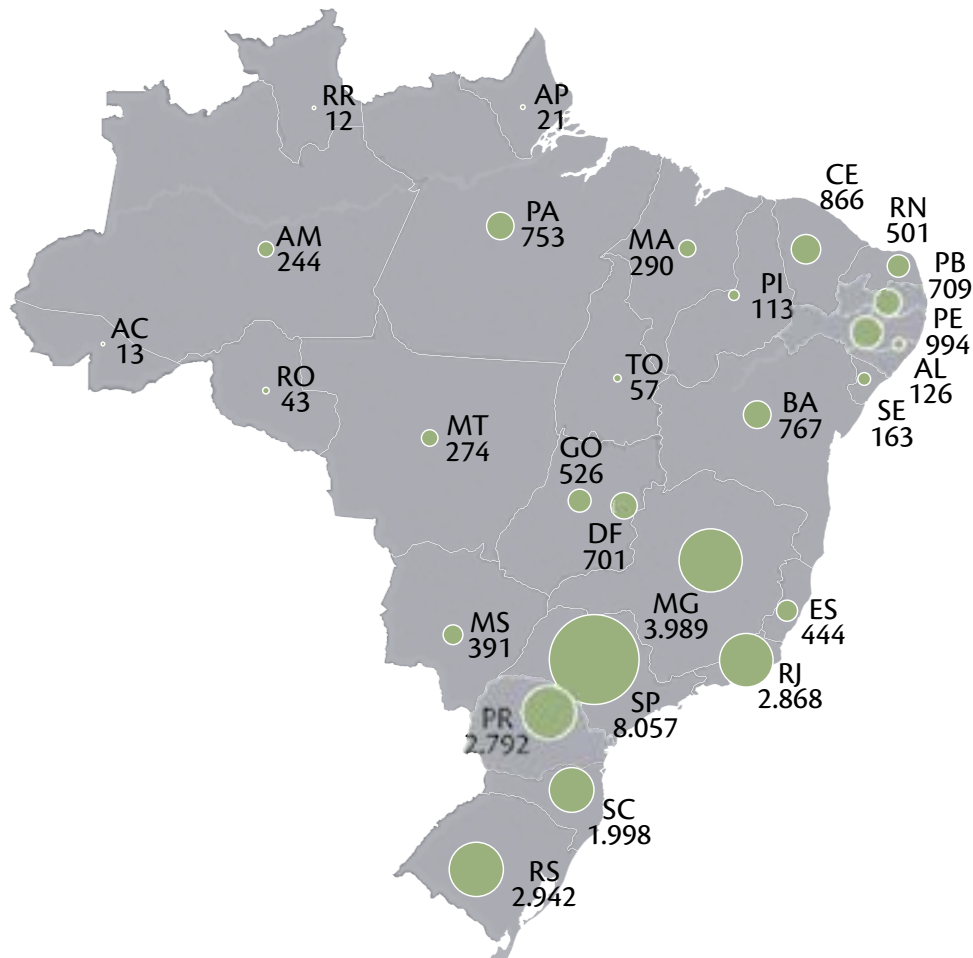 RR
12
AP
21
CE
866
RN
501
PA
753
AM
244
MA
290
PB
709
PI
113
PE
994
AC
13
TO
57
AL
126
RO
43
BA
767
SE
163
MT
274
GO
526
DF
701
MG
3.989
ES
444
MS
391
RJ
2.868
SP
8.057
PR
2.792
SC
1.998
RS
2.942